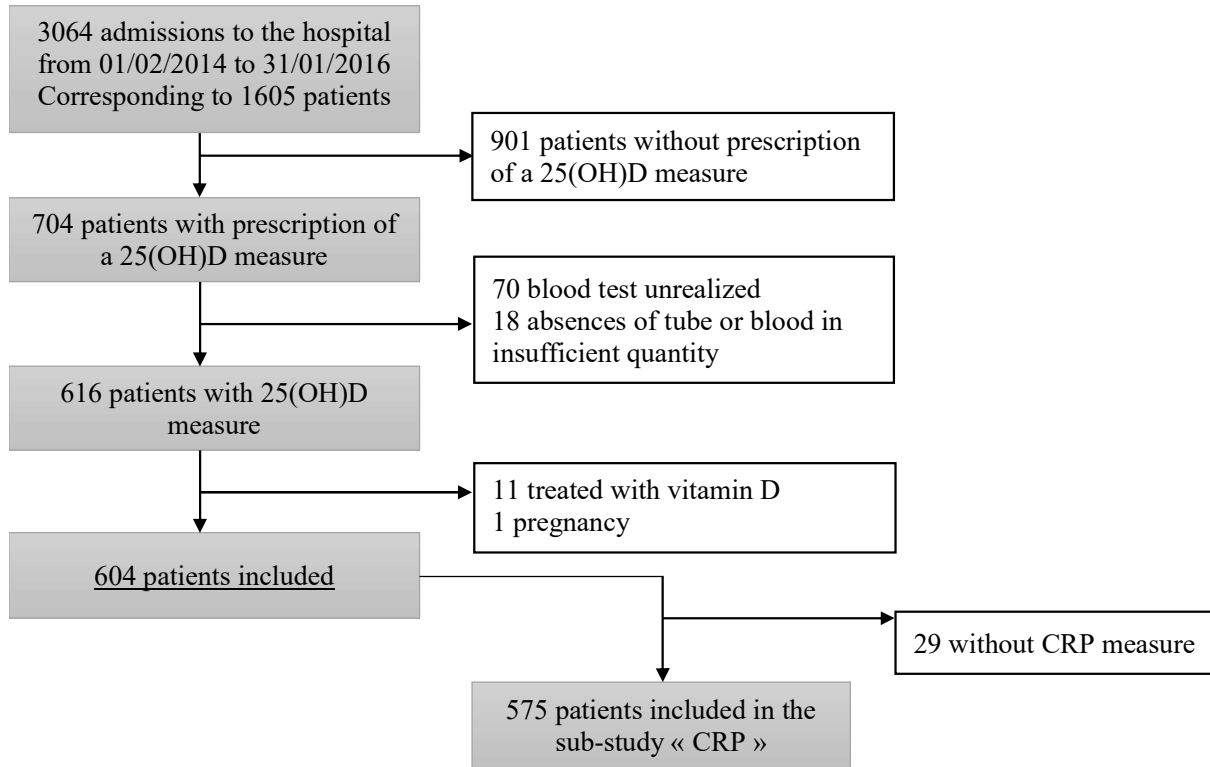 3064 admissions to the hospital
from 01/02/2014 to 31/01/2016
Corresponding to 1605 patients
901 patients without prescription
of a 25(OH)D measure
704 patients with prescription of
a 25(OH)D measure
70 blood test unrealized
18 absences of tube or blood in
insufficient quantity
616 patients with 25(OH)D
measure
11 treated with vitamin D
1 pregnancy
604 patients included
29 without CRP measure
575 patients included in the
sub-study « CRP »